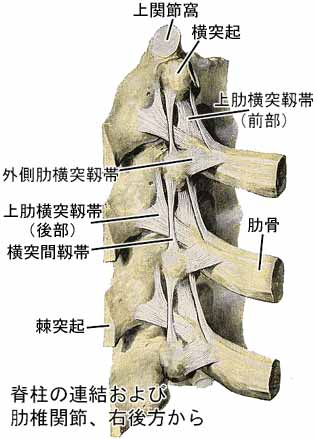 上関節窩
横突起
上肋横突靱帯
(前部)
外側肋横突靱帯
上肋横突靱帯
(後部)
横突間靱帯
肋骨
棘突起
脊柱の連結および
肋椎関節、右後方から